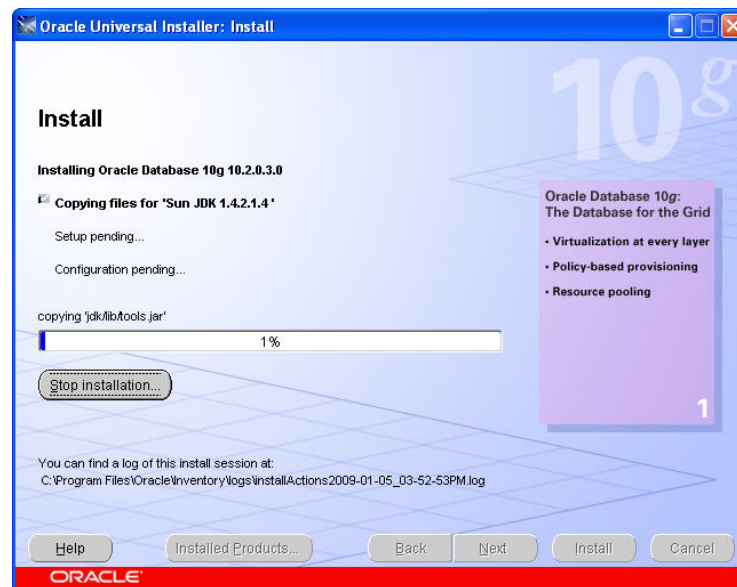 Oracle Universal Installer: Install
10g
Install
Installing Oracle Database 10g 10.2.0.3.0
Copying files for 'Sun JDK 1.4.2.1.4 '
Setup pending...
Configuration pending...
copying 'jdk/lib/tools.jar'
1%
Stop installation...
Oracle Database 10g:
The Database for the Grid
• Virtualization at every layer
• Policy-based provisioning
• Resource pooling
1
You can find a log of this install session at:
C:\Program Files\Oracle\Inventory\logs\installActions2009-01-05_03-52-53PM.log
Help Installed Products... Back Next Install Cancel
ORACLE